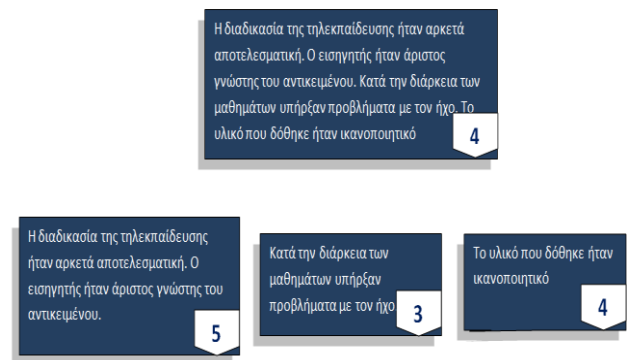 Η διαδικασία της τηλεκπαίδευσης ήταν αρκετά
αποτελεσματική. Ο εισηγητής ήταν άριστος
γνώστης του αντικειμένου. Κατά την διάρκεια των
μαθημάτων υπήρξαν προβλήματα με τον ήχο. Το
υλικό που δόθηκε ήταν ικανοποιητικό
4
Η διαδικασία της τηλεκπαίδευσης
ήταν αρκετά αποτελεσματική. Ο
εισηγητής ήταν άριστος γνώστης του
αντικειμένου.
5
Κατά την διάρκεια των
μαθημάτων υπήρξαν
προβλήματα με τον ήχο
3
Το υλικό που δόθηκε ήταν
ικανοποιητικό
4